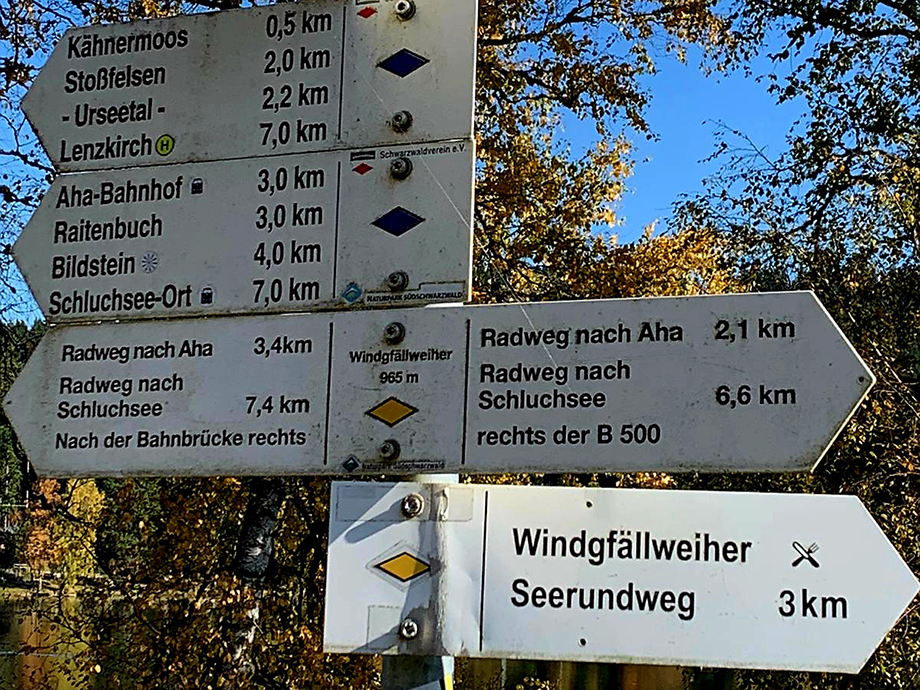 Kähnermoos 0,5 km
Stoßfelsen 2,0 km
- Urseetal - 2,2 km
Lenzkirch H 7,0 km
Schwarzwaldverein e.V.
Aha-Bahnhof 3,0 km
Raitenbuch 3,0 km
Bildstein 4,0 km
Schluchsee-Ort 7,0 km
Naturpark Südschwarzwald
Radweg nach Aha 3,4km
Radweg nach
Schluchsee 7,4 km
Nach der Bahnbrücke rechts
Windgfällweiher
965 m
Naturpark Südschwarzwald
Radweg nach Aha 2,1 km
Radweg nach
Schluchsee 6,6 km
rechts der B 500
Windgfällweiher
Seerundweg 3 km